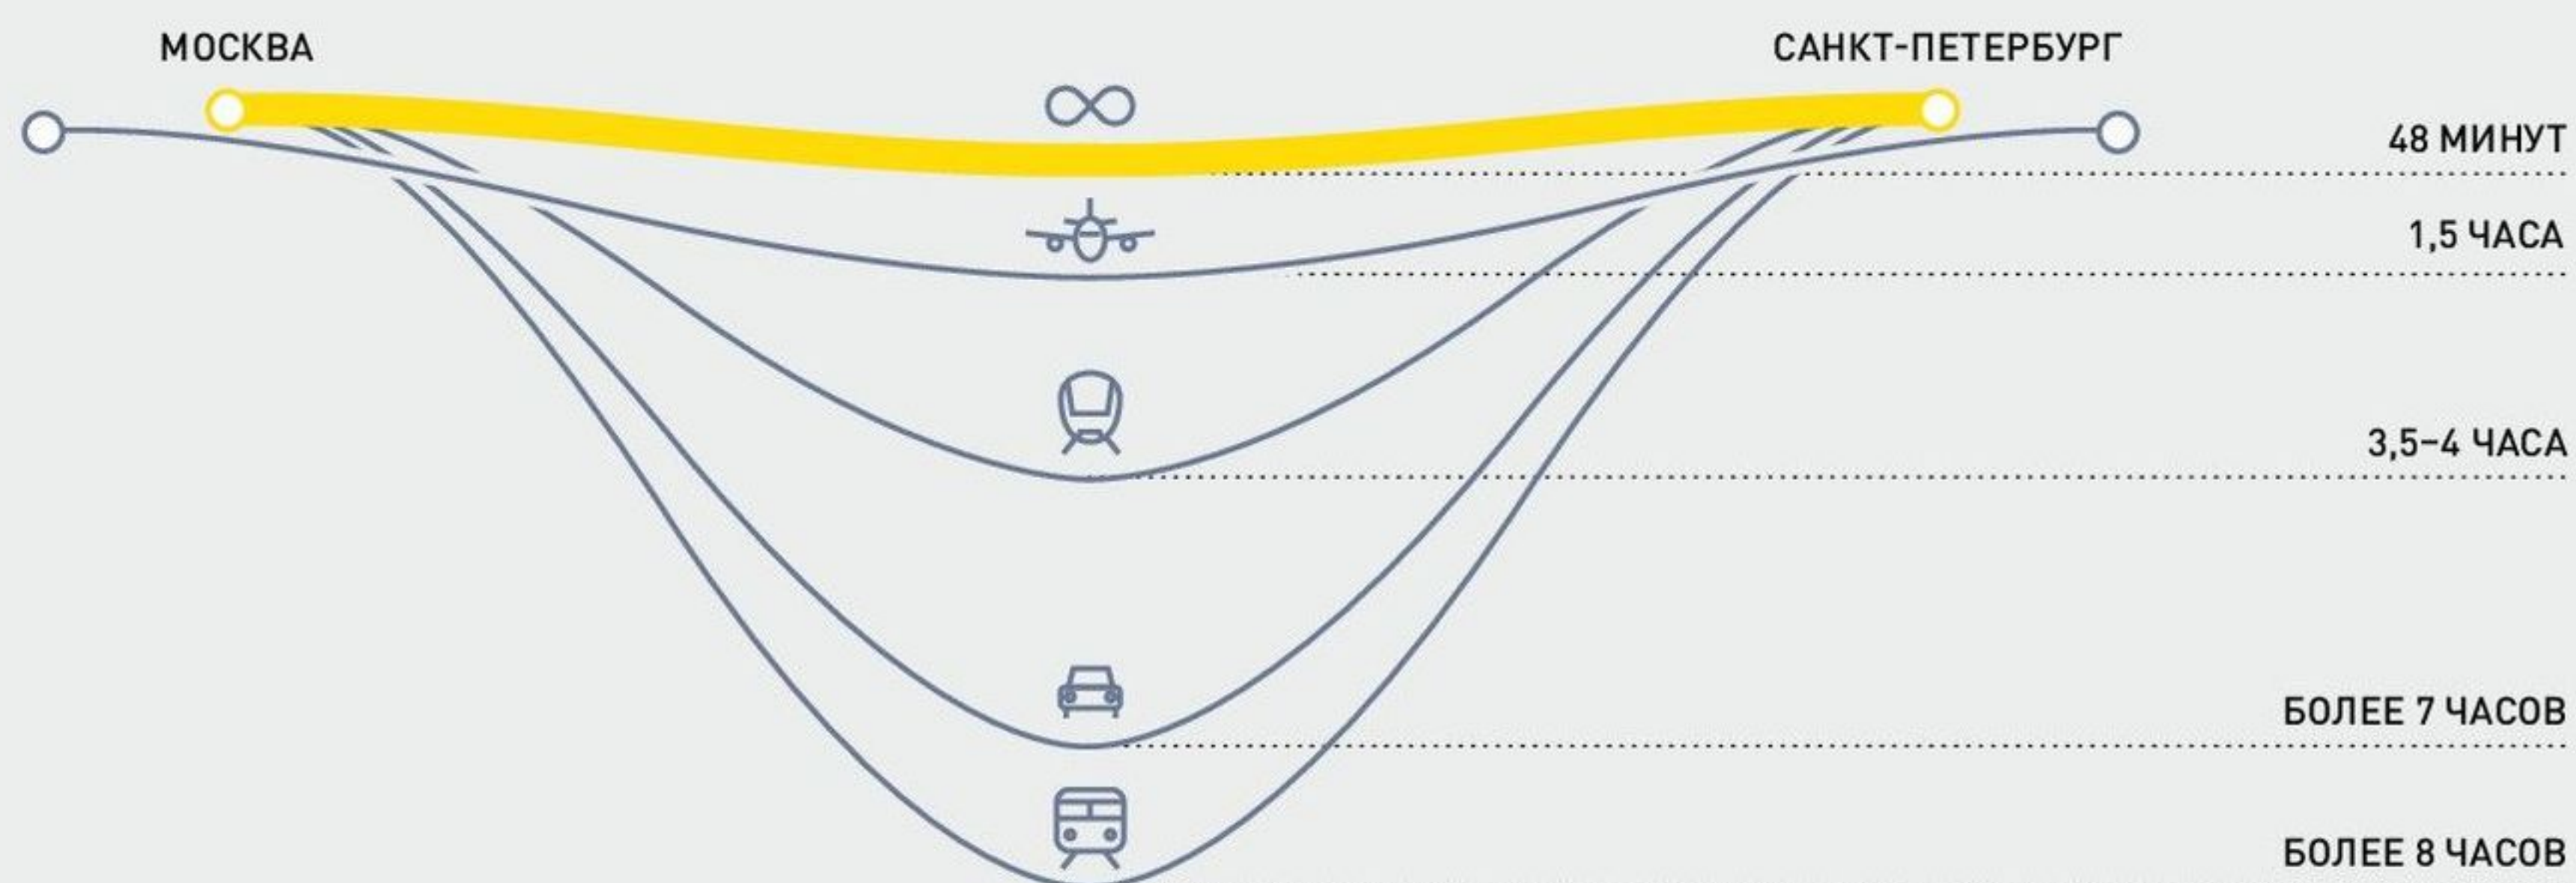 МОСКВА
САНКТ-ПЕТЕРБУРГ
48 МИНУТ
1,5 ЧАСА
3,5–4 ЧАСА
БОЛЕЕ 7 ЧАСОВ
БОЛЕЕ 8 ЧАСОВ